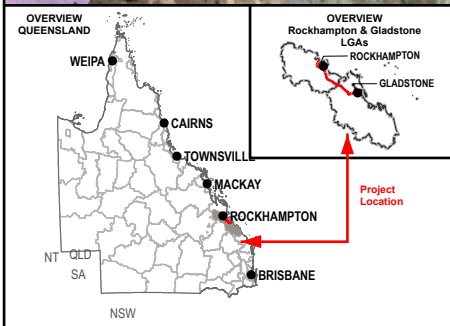 OVERVIEW
QUEENSLAND
WEIPA
CAIRNS
TOWNSVILLE
MACKAY
ROCKHAMPTON
BRISBANE
NT
QLD
SA
NSW
OVERVIEW
Rockhampton & Gladstone
LGAs
ROCKHAMPTON
GLADSTONE
Project
Location